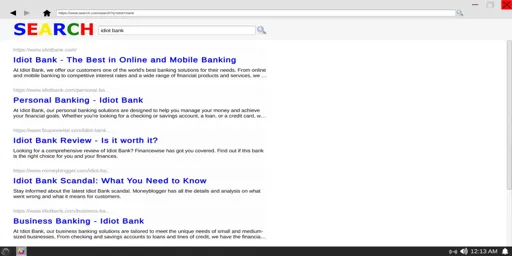 https://www.search.com/search?q=idiot+bank
SEARCH
idiot bank
https://www.idiotbank.com/
Idiot Bank - The Best in Online and Mobile Banking
At Idiot Bank, we offer our customers one of the world's best banking solutions for their needs. From online
and mobile banking to competitive interest rates and a wide range of financial products and services, we ...
https://www.idiotbank.com/personal-ba...
Personal Banking - Idiot Bank
At Idiot Bank, our personal banking solutions are designed to help you manage your money and achieve
your financial goals. Whether you're looking for a checking or savings account, a loan, or a credit card, w...
Idiot Bank Review - Is it worth it?
Looking for a comprehensive review of Idiot Bank? Financewise has got you covered. Find out if this bank
is the right choice for you and your finances.
https://www.moneyblogger.com/idiot-ba...
Idiot Bank Scandal: What You Need to Know
Stay informed about the latest Idiot Bank scandal. Moneyblogger has all the details and analysis on what
went wrong and what it means for customers.
https://www.idiotbank.com/business-ba...
Business Banking - Idiot Bank
At Idiot Bank, our business banking solutions are tailored to meet the unique needs of small and medium-
sized businesses. From checking and savings accounts to loans and lines of credit, we have the financia...
12:13 AM